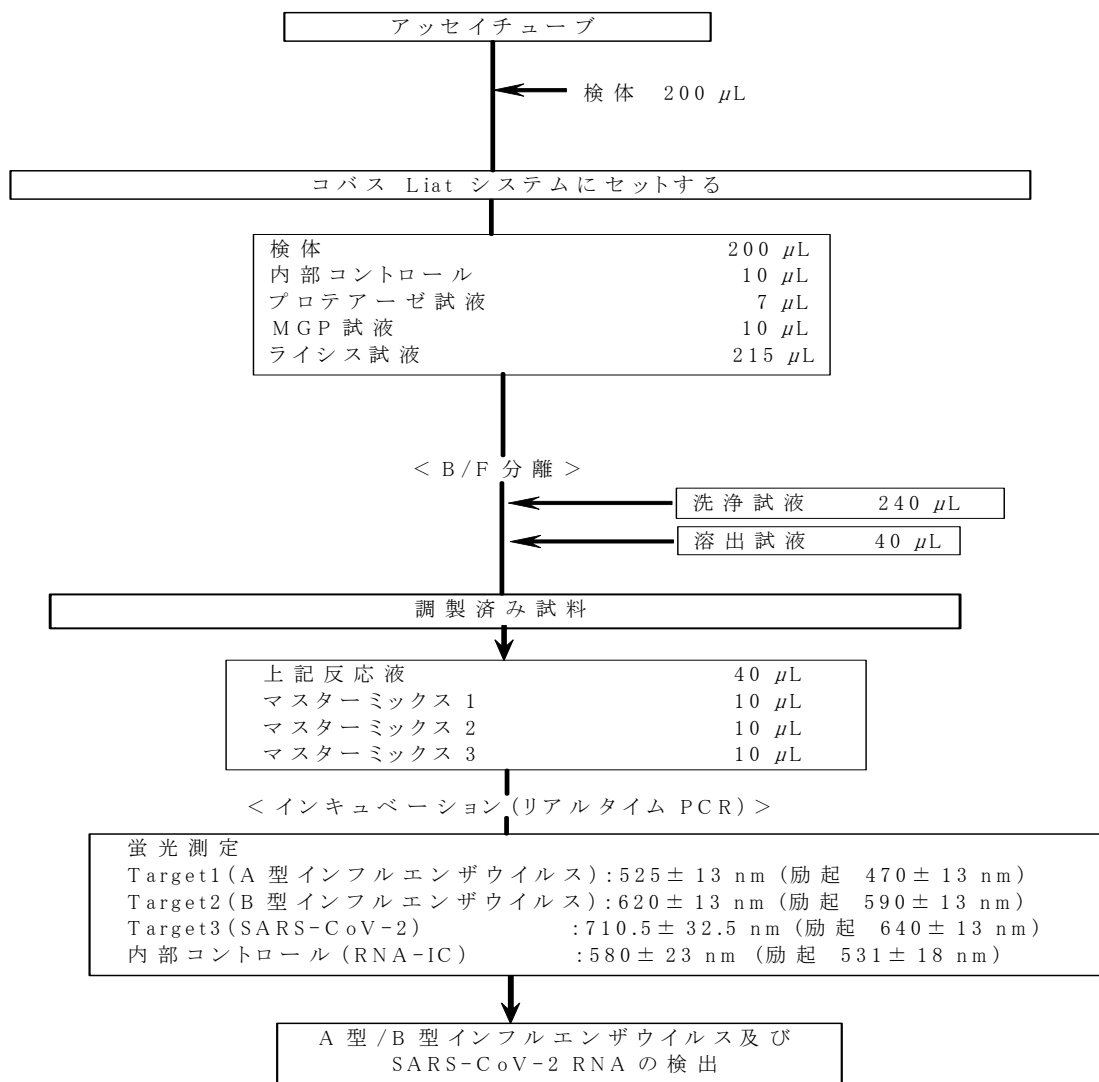 アッセイチューブ
検体 200 µL
コバス Liat システムにセットする
検体 200 µL
内部コントロール 10 µL
プロテアーゼ試液 7 µL
MGP試液 10 µL
ライシス試液 215 µL
＜B/F分離＞
洗浄試液 240 µL
溶出試液 40 µL
調製済み試料
上記反応液 40 µL
マスターミックス 1 10 µL
マスターミックス 2 10 µL
マスターミックス 3 10 µL
＜インキュベーション(リアルタイム PCR)＞
蛍光測定
Target1(A型インフルエンザウイルス):525±13 nm(励起 470±13 nm)
Target2(B型インフルエンザウイルス):620±13 nm(励起 590±13 nm)
Target3(SARS-CoV-2) :710.5±32.5 nm(励起 640±13 nm)
内部コントロール(RNA-IC) :580±23 nm (励起 531±18 nm)
A型/B型インフルエンザウイルス及び
SARS-CoV-2 RNAの検出